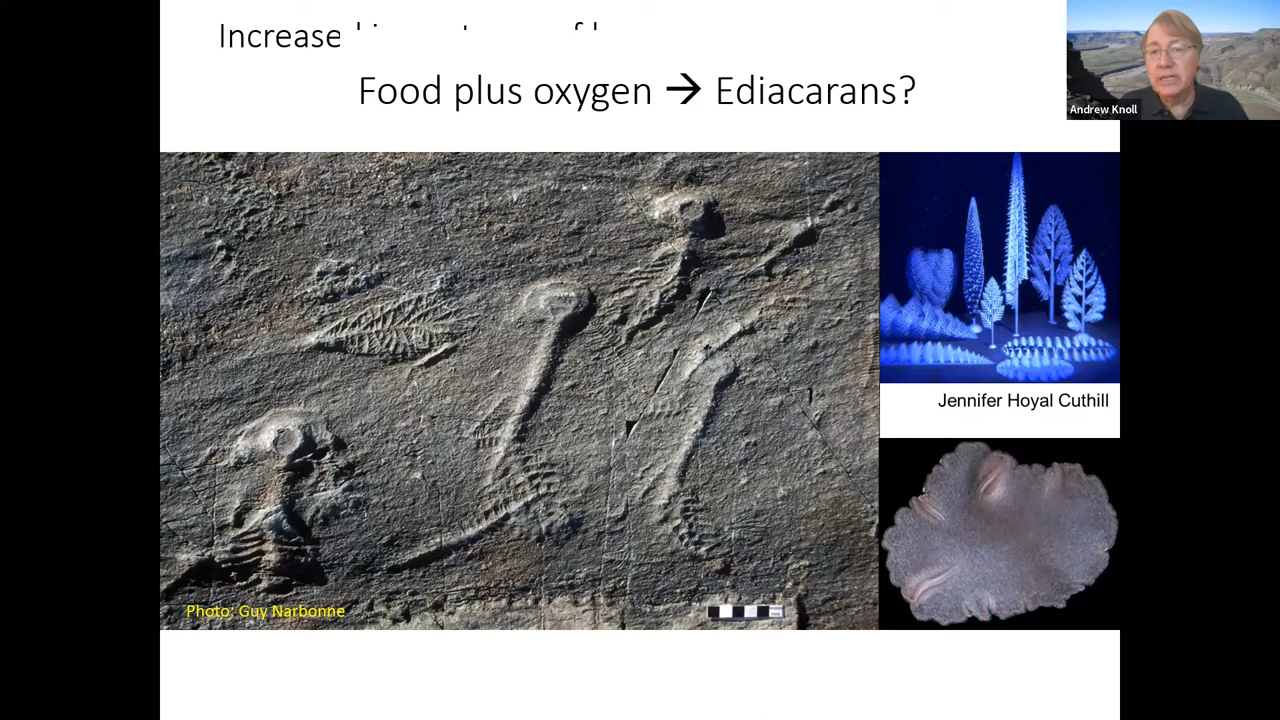 Increase
Food plus oxygen → Ediacarans?
Andrew Knoll
Jennifer Hoyal Cuthill
Photo: Guy Narbonne